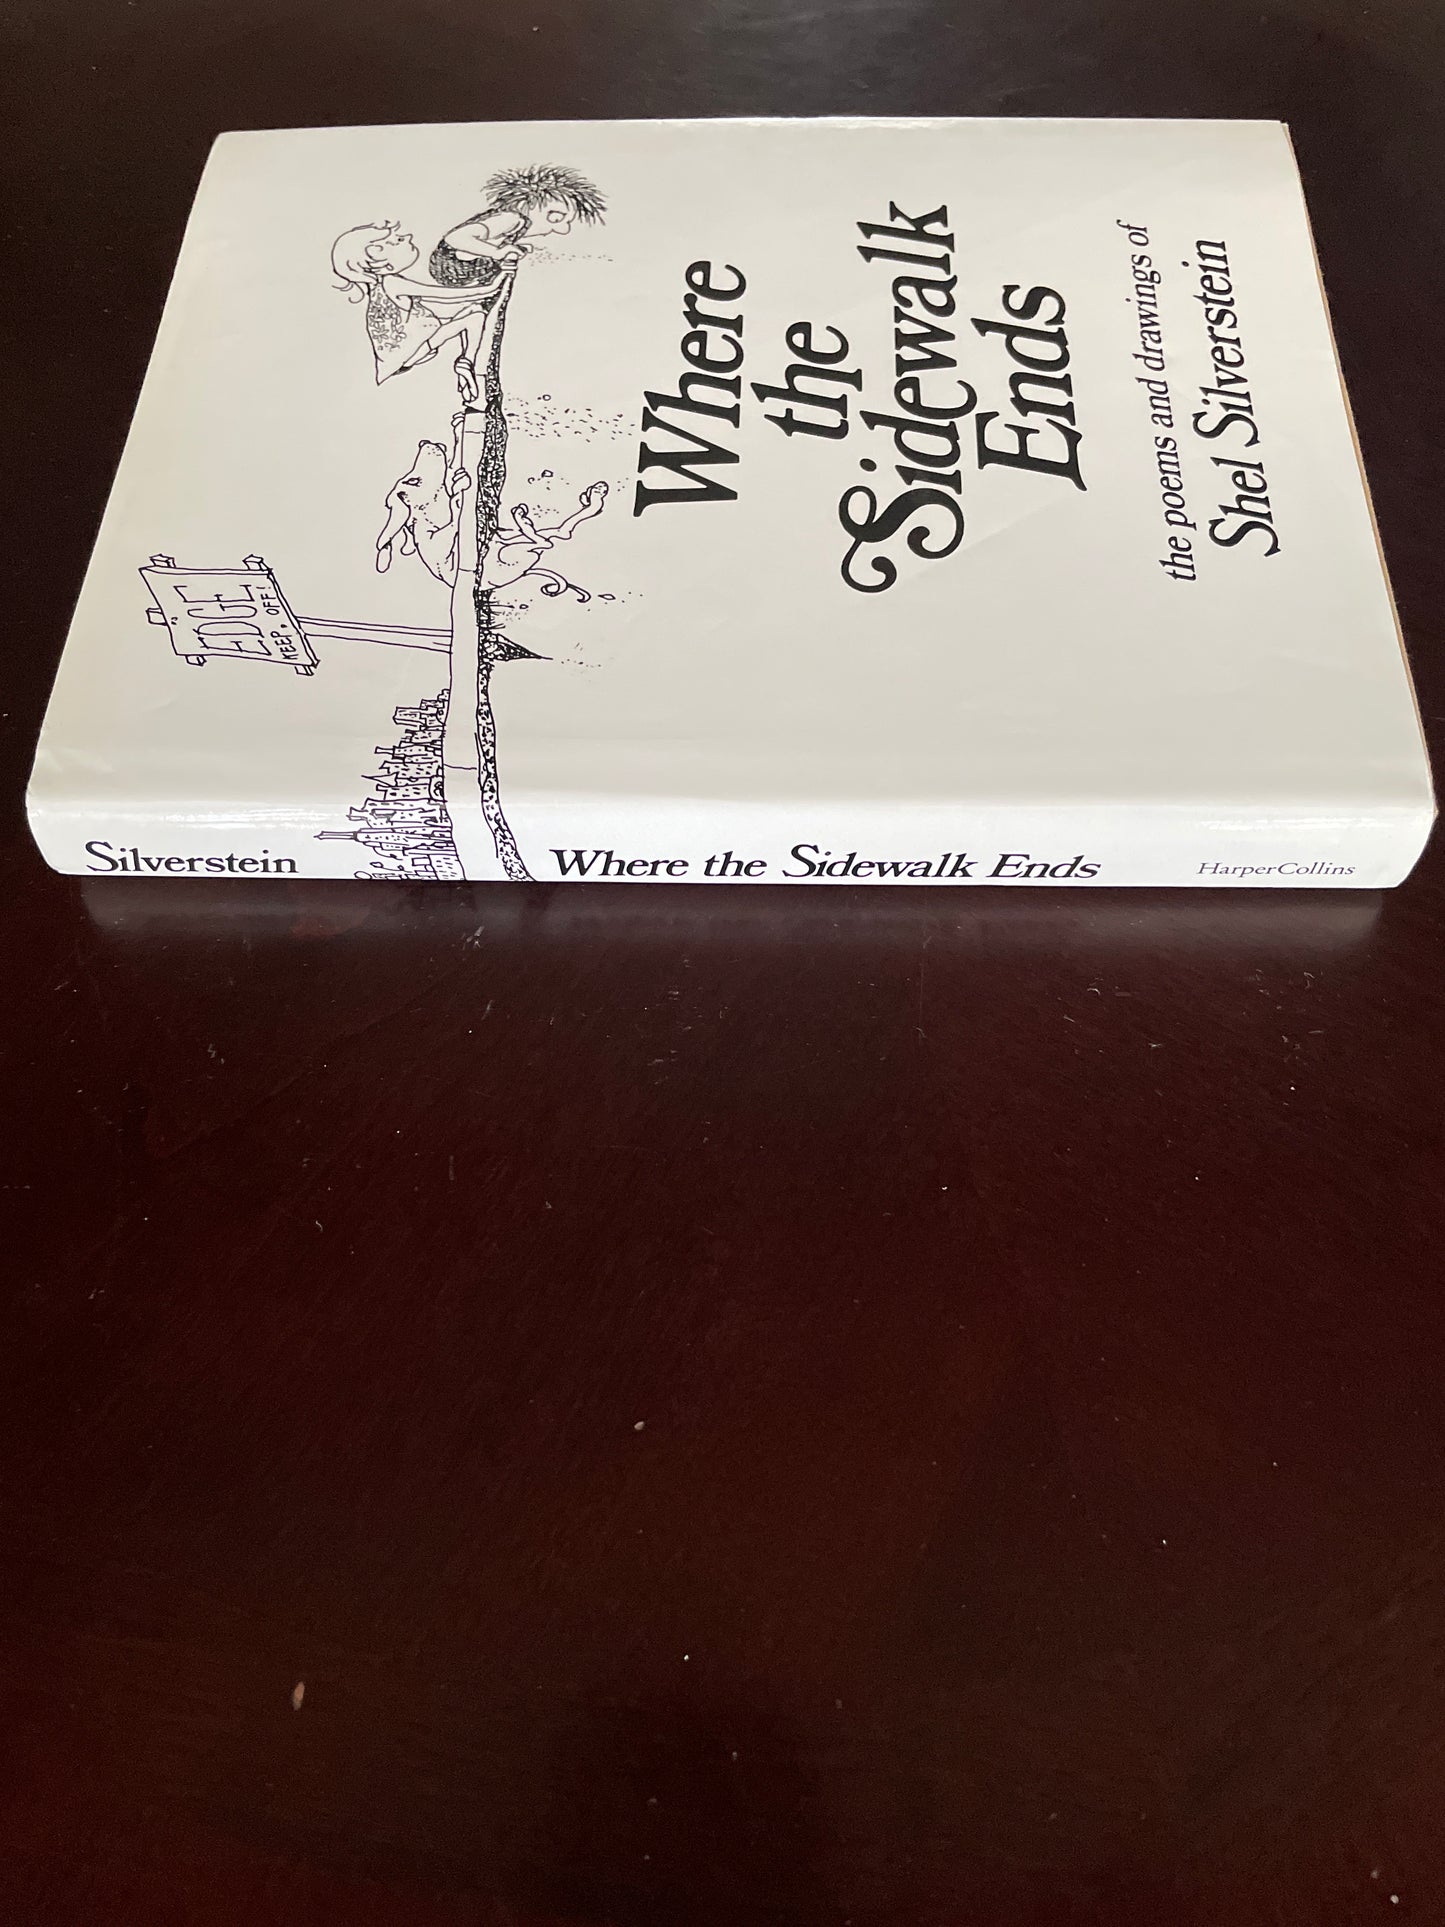 EDGE
KEEP OFF!
Where
the
Sidewalk
Ends
the poems and drawings of
Shel Silverstein
Silverstein
Where the Sidewalk Ends
HarperCollins